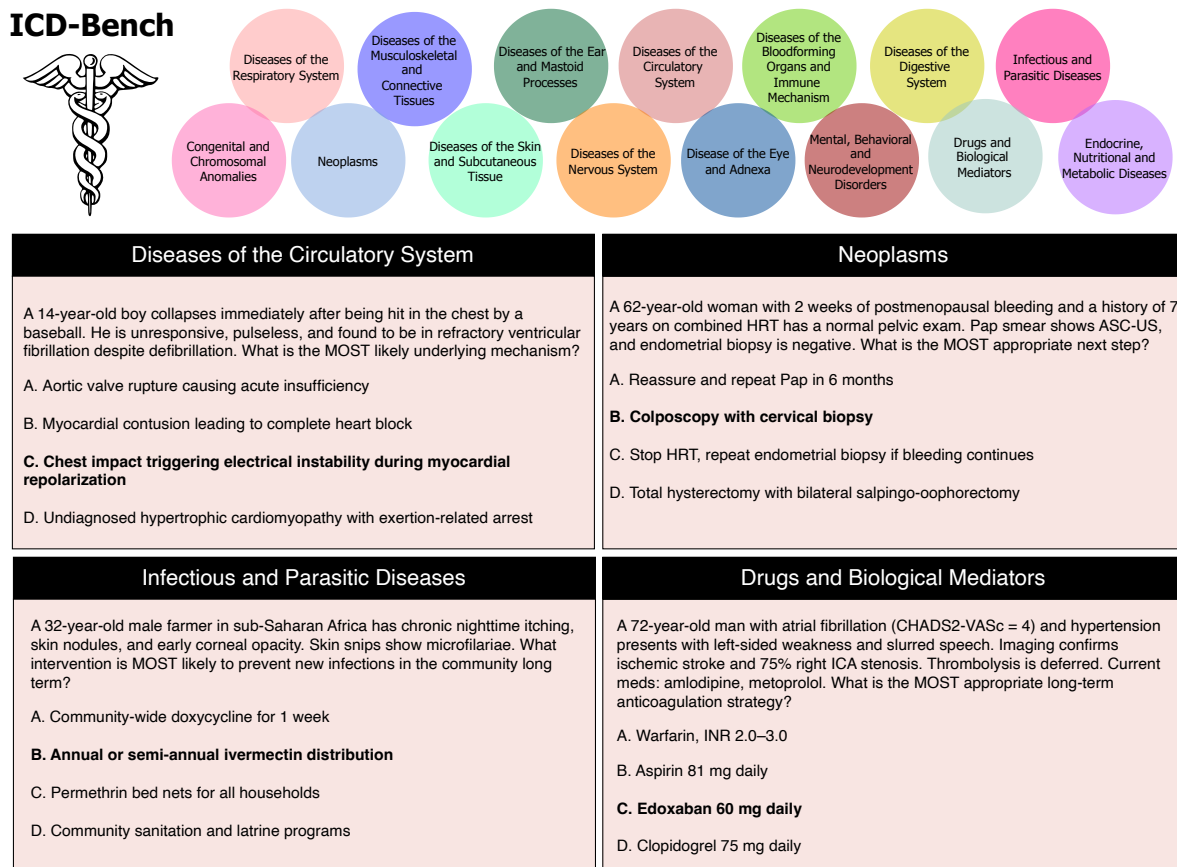 ICD-Bench
Diseases of the
Respiratory System
Diseases of the
Musculoskeletal
and
Connective
Tissues
Diseases of the Ear
and Mastoid
Processes
Diseases of the
Circulatory
System
Diseases of the
Bloodforming
Organs and
Immune
Mechanism
Diseases of the
Digestive
System
Infectious and
Parasitic Diseases
Congenital and
Chromosomal
Anomalies
Neoplasms
Diseases of the Skin
and Subcutaneous
Tissue
Diseases of the
Nervous System
Disease of the Eye
and Adnexa
Mental, Behavioral
and
Neurodevelopment
Disorders
Drugs and
Biological
Mediators
Endocrine,
Nutritional and
Metabolic Diseases
Diseases of the Circulatory System
A 14-year-old boy collapses immediately after being hit in the chest by a
baseball. He is unresponsive, pulseless, and found to be in refractory ventricular
fibrillation despite defibrillation. What is the MOST likely underlying mechanism?
A. Aortic valve rupture causing acute insufficiency
B. Myocardial contusion leading to complete heart block
C. Chest impact triggering electrical instability during myocardial
repolarization
D. Undiagnosed hypertrophic cardiomyopathy with exertion-related arrest
Neoplasms
A 62-year-old woman with 2 weeks of postmenopausal bleeding and a history of 7
years on combined HRT has a normal pelvic exam. Pap smear shows ASC-US,
and endometrial biopsy is negative. What is the MOST appropriate next step?
A. Reassure and repeat Pap in 6 months
B. Colposcopy with cervical biopsy
C. Stop HRT, repeat endometrial biopsy if bleeding continues
D. Total hysterectomy with bilateral salpingo-oophorectomy
Infectious and Parasitic Diseases
A 32-year-old male farmer in sub-Saharan Africa has chronic nighttime itching,
skin nodules, and early corneal opacity. Skin snips show microfilariae. What
intervention is MOST likely to prevent new infections in the community long
term?
A. Community-wide doxycycline for 1 week
B. Annual or semi-annual ivermectin distribution
C. Permethrin bed nets for all households
D. Community sanitation and latrine programs
Drugs and Biological Mediators
A 72-year-old man with atrial fibrillation (CHADS2-VASc = 4) and hypertension
presents with left-sided weakness and slurred speech. Imaging confirms
ischemic stroke and 75% right ICA stenosis. Thrombolysis is deferred. Current
meds: amlodipine, metoprolol. What is the MOST appropriate long-term
anticoagulation strategy?
A. Warfarin, INR 2.0–3.0
B. Aspirin 81 mg daily
C. Edoxaban 60 mg daily
D. Clopidogrel 75 mg daily